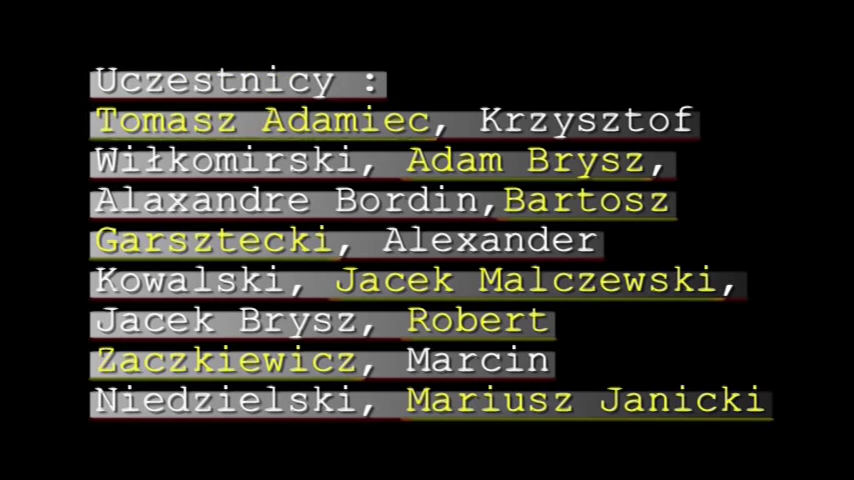 Uczestnicy :
Tomasz Adamiec, Krzysztof
Wiłkomirski, Adam Brysz,
Alaxandre Bordin,Bartosz
Garsztecki, Alexander
Kowalski, Jacek Malczewski,
Jacek Brysz, Robert
Zaczkiewicz, Marcin
Niedzielski, Mariusz Janicki